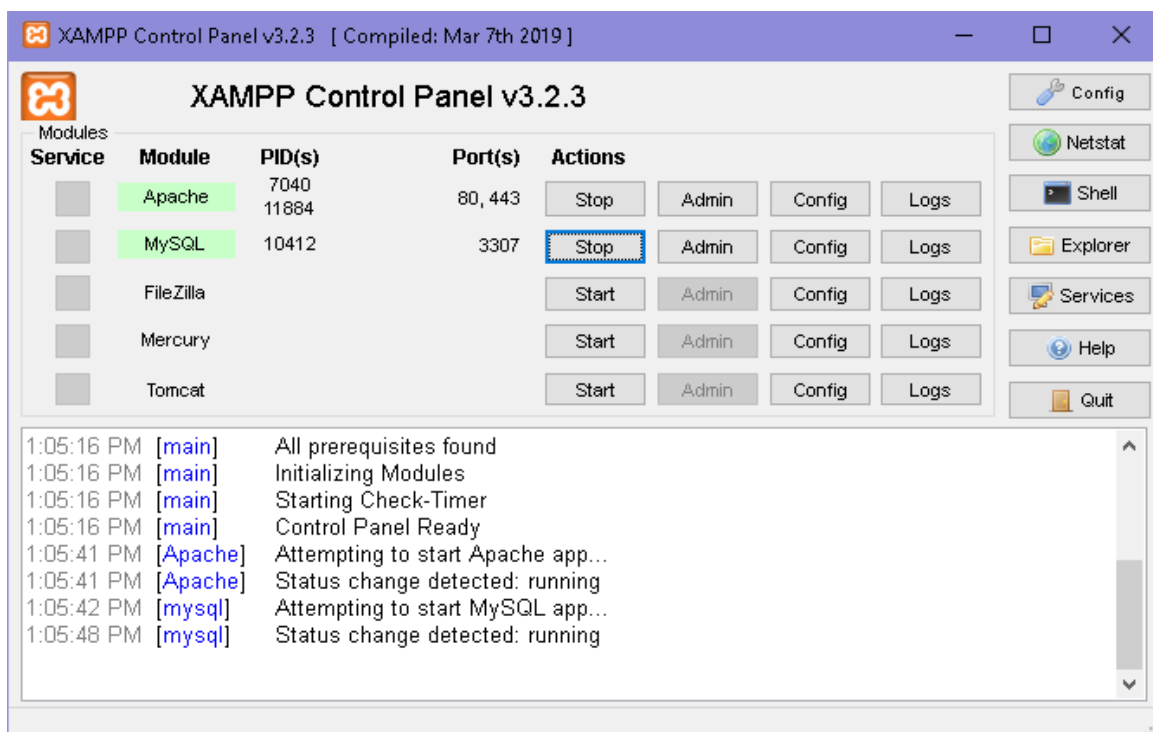 XAMPP Control Panel v3.2.3 [ Compiled: Mar 7th 2019 ]
XAMPP Control Panel v3.2.3
Config
Modules
Service Module PID(s) Port(s) Actions
Netstat
Apache 7040 11884 80, 443 Stop Admin Config Logs
Shell
MySQL 10412 3307 Stop Admin Config Logs
Explorer
FileZilla Start Admin Config Logs
Services
Mercury Start Admin Config Logs
Help
Tomcat Start Admin Config Logs
Quit
1:05:16 PM [main] All prerequisites found
1:05:16 PM [main] Initializing Modules
1:05:16 PM [main] Starting Check-Timer
1:05:16 PM [main] Control Panel Ready
1:05:41 PM [Apache] Attempting to start Apache app...
1:05:41 PM [Apache] Status change detected: running
1:05:42 PM [mysql] Attempting to start MySQL app...
1:05:48 PM [mysql] Status change detected: running